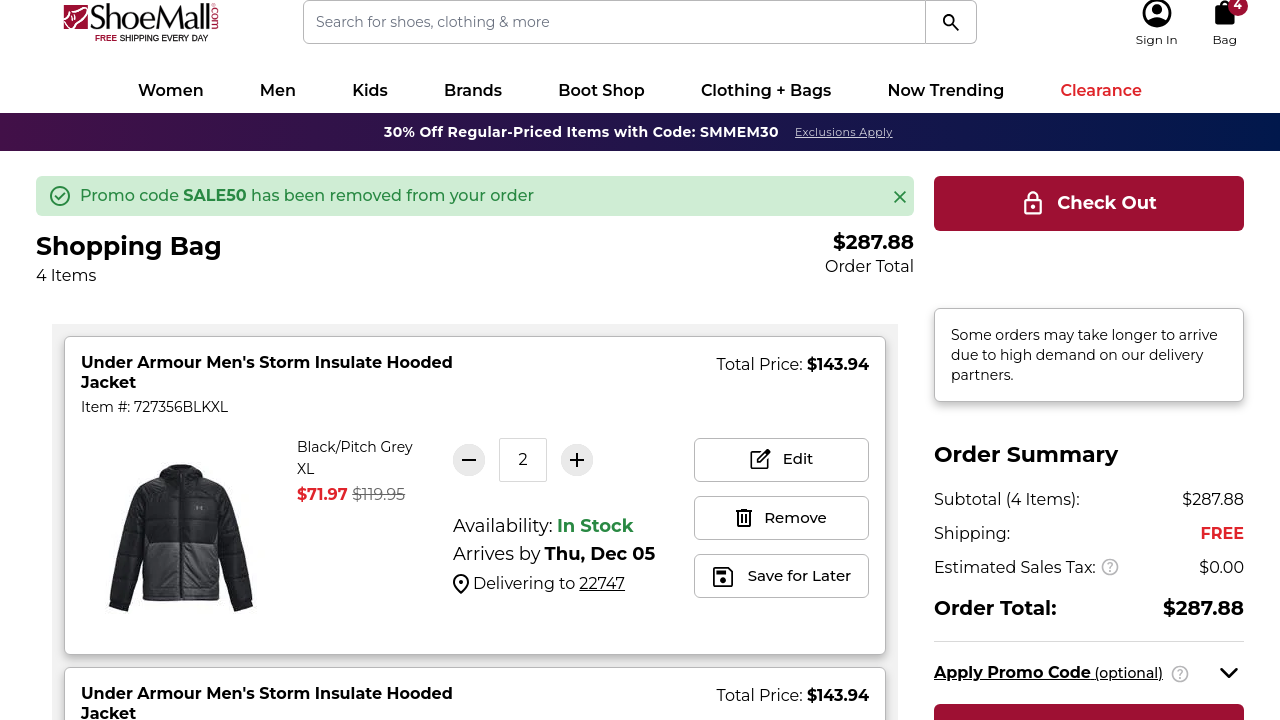 ShoeMall.com
FREE SHIPPING EVERY DAY
Search for shoes, clothing & more
Sign In
4
Bag
Women
Men
Kids
Brands
Boot Shop
Clothing + Bags
Now Trending
Clearance
30% Off Regular-Priced Items with Code: SMMEM30 Exclusions Apply
Promo code SALE50 has been removed from your order
Shopping Bag
4 Items
$287.88
Order Total
Under Armour Men's Storm Insulate Hooded
Jacket
Item #: 727356BLKXL
Total Price: $143.94
Black/Pitch Grey
XL
$71.97 $119.95
2
Availability: In Stock
Arrives by Thu, Dec 05
Delivering to 22747
Edit
Remove
Save for Later
Under Armour Men's Storm Insulate Hooded
Jacket
Total Price: $143.94
Check Out
Some orders may take longer to arrive
due to high demand on our delivery
partners.
Order Summary
Subtotal (4 Items): $287.88
Shipping: FREE
Estimated Sales Tax: ? $0.00
Order Total: $287.88
Apply Promo Code (optional) ?